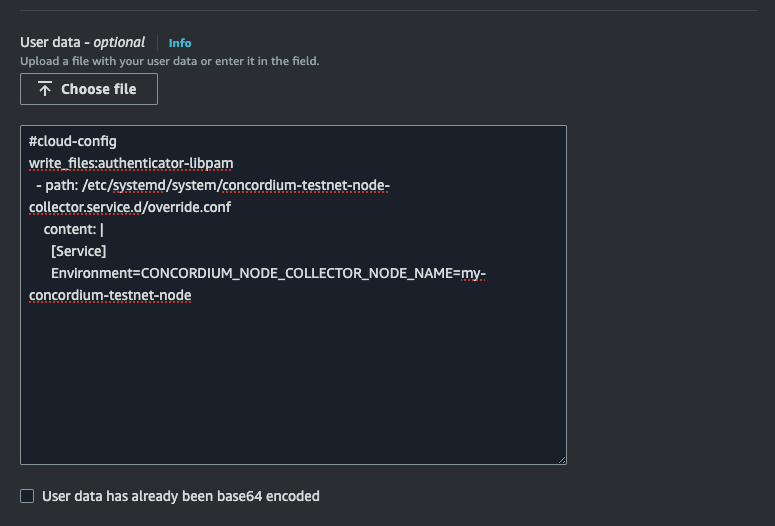 User data - optional Info
Upload a file with your user data or enter it in the field.
Choose file
#cloud-config
write_files:authenticator-libpam
- path: /etc/systemd/system/concordium-testnet-node-
collector.service.d/override.conf
content: |
[Service]
Environment=CONCORDIUM_NODE_COLLECTOR_NODE_NAME=my-
concordium-testnet-node
User data has already been base64 encoded